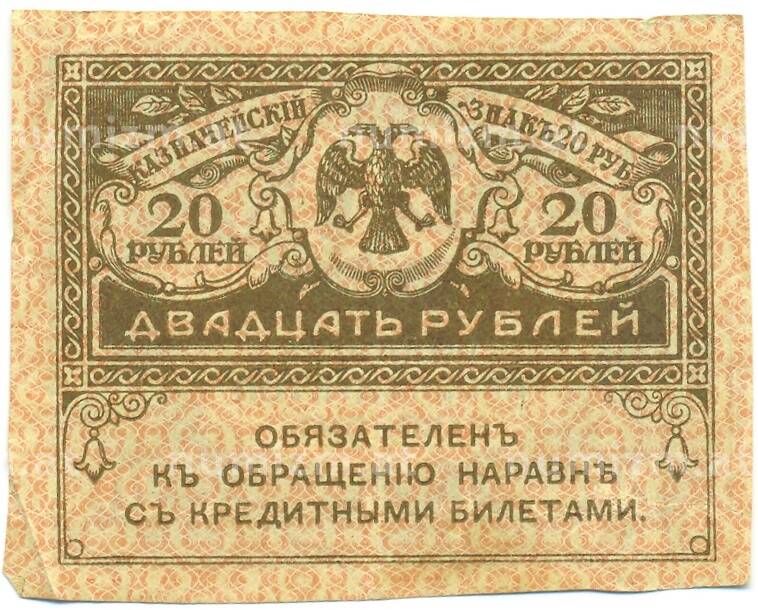 КАЗНАЧЕЙСКІЙ ЗНАКЪ 20 РУБ
20 20
РУБЛЕЙ РУБЛЕЙ
ДВАДЦАТЬ РУБЛЕЙ
ОБЯЗАТЕЛЕНЪ
КЪ ОБРАЩЕНІЮ НАРАВНѢ
СЪ КРЕДИТНЫМИ БИЛЕТАМИ.